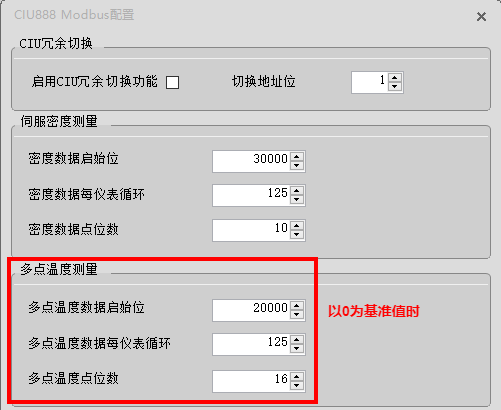 CIU888 Modbus配置
CIU冗余切换
启用CIU冗余切换功能 切换地址位 1
伺服密度测量
密度数据启始位 30000
密度数据每仪表循环 125
密度数据点位数 10
多点温度测量
多点温度数据启始位 20000
以0为基准值时
多点温度数据每仪表循环 125
多点温度点位数 16